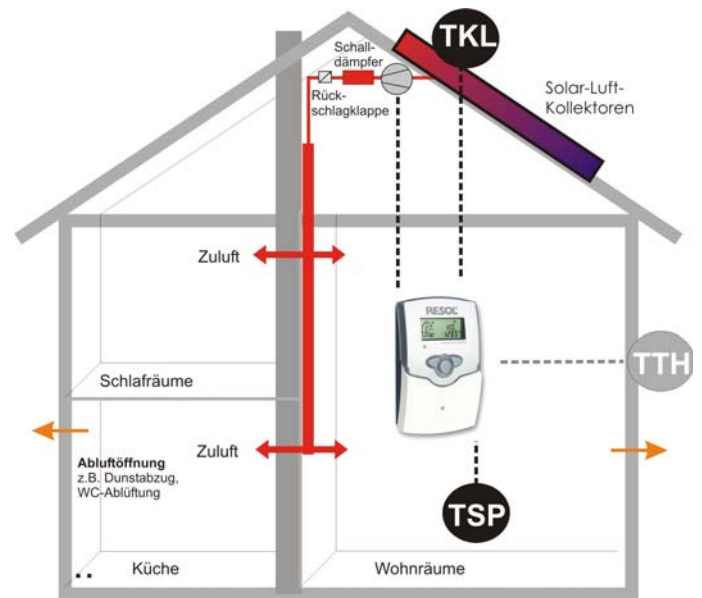 TKL
Schall-
dämpfer
Rück-
schlagklappe
Solar-Luft-
Kollektoren
Zuluft
RESOL
TTH
Schlafräume
Zuluft
Abluftöffnung
z.B. Dunstabzug,
WC-Ablüftung
TSP
Küche
Wohnräume